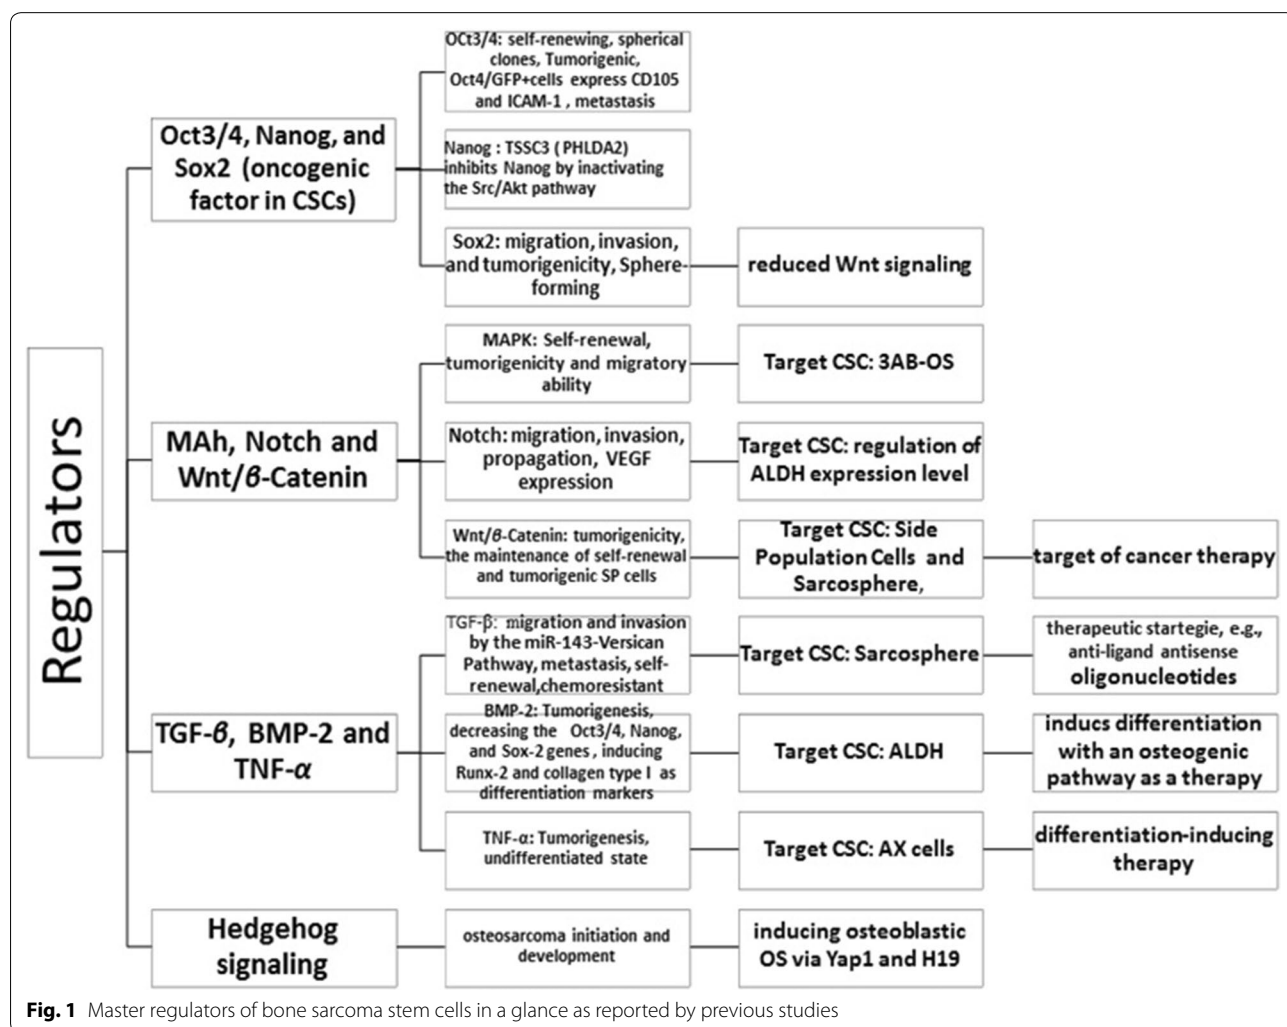 Regulators
Oct3/4, Nanog, and
Sox2 (oncogenic
factor in CSCs)
OCt3/4: self-renewing, spherical
clones, Tumorigenic,
Oct4/GFP+cells express CD105
and ICAM-1 , metastasis
Nanog : TSSC3 ( PHLDA2)
inhibits Nanog by inactivating
the Src/Akt pathway
Sox2: migration, invasion,
and tumorigenicity, Sphere-
forming
reduced Wnt signaling
MAh, Notch and
Wnt/β-Catenin
MAPK: Self-renewal,
tumorigenicity and migratory
ability
Target CSC: 3AB-OS
Notch: migration, invasion,
propagation, VEGF
expression
Target CSC: regulation of
ALDH expression level
Wnt/β-Catenin: tumorigenicity,
the maintenance of self-renewal
and tumorigenic SP cells
Target CSC: Side
Population Cells and
Sarcosphere,
target of cancer therapy
TGF-β, BMP-2 and
TNF-α
TGF-β: migration and invasion
by the miR-143-Versican
Pathway, metastasis, self-
renewal,chemoresistant
Target CSC: Sarcosphere
therapeutic startegie, e.g.,
anti-ligand antisense
oligonucleotides
BMP-2: Tumorigenesis,
decreasing the Oct3/4, Nanog,
and Sox-2 genes , inducing
Runx-2 and collagen type I as
differentiation markers
Target CSC: ALDH
inducs differentiation
with an osteogenic
pathway as a therapy
TNF-α: Tumorigenesis,
undifferentiated state
Target CSC: AX cells
differentiation-inducing
therapy
Hedgehog
signaling
osteosarcoma initiation and
development
inducing osteoblastic
OS via Yap1 and H19
Fig. 1 Master regulators of bone sarcoma stem cells in a glance as reported by previous studies